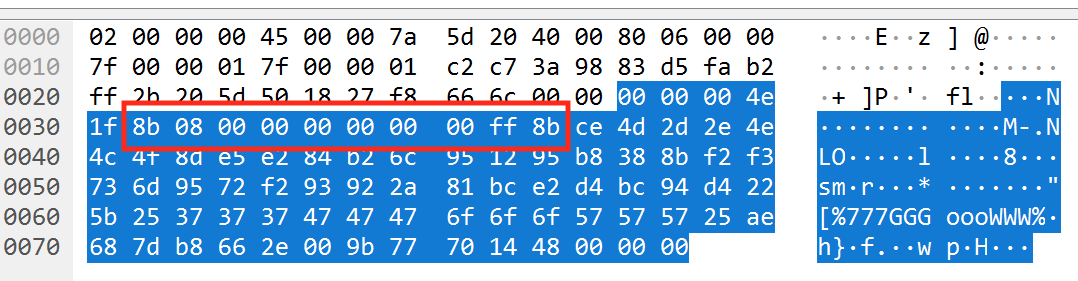 0000 02 00 00 00 45 00 00 7a 5d 20 40 00 80 06 00 00 ····E··z ] @·····
0010 7f 00 00 01 7f 00 00 01 c2 c7 3a 98 83 d5 fa b2 ········ ··:·····
0020 ff 2b 20 5d 50 18 27 f8 66 6c 00 00 00 00 00 4e ·+ ]P·'· fl·····N
0030 1f 8b 08 00 00 00 00 00 00 ff 8b ce 4d 2d 2e 4e ········ ····M-.N
0040 4c 4f 8d e5 e2 84 b2 6c 95 12 95 b8 38 8b f2 f3 LO·····l ····8···
0050 73 6d 95 72 f2 93 92 2a 81 bc e2 d4 bc 94 d4 22 sm·r···* ·······"
0060 5b 25 37 37 37 47 47 47 6f 6f 6f 57 57 57 25 ae [%777GGG oooWWW%·
0070 68 7d b8 66 2e 00 9b 77 70 14 48 00 00 00 h}·f.··w p·H···